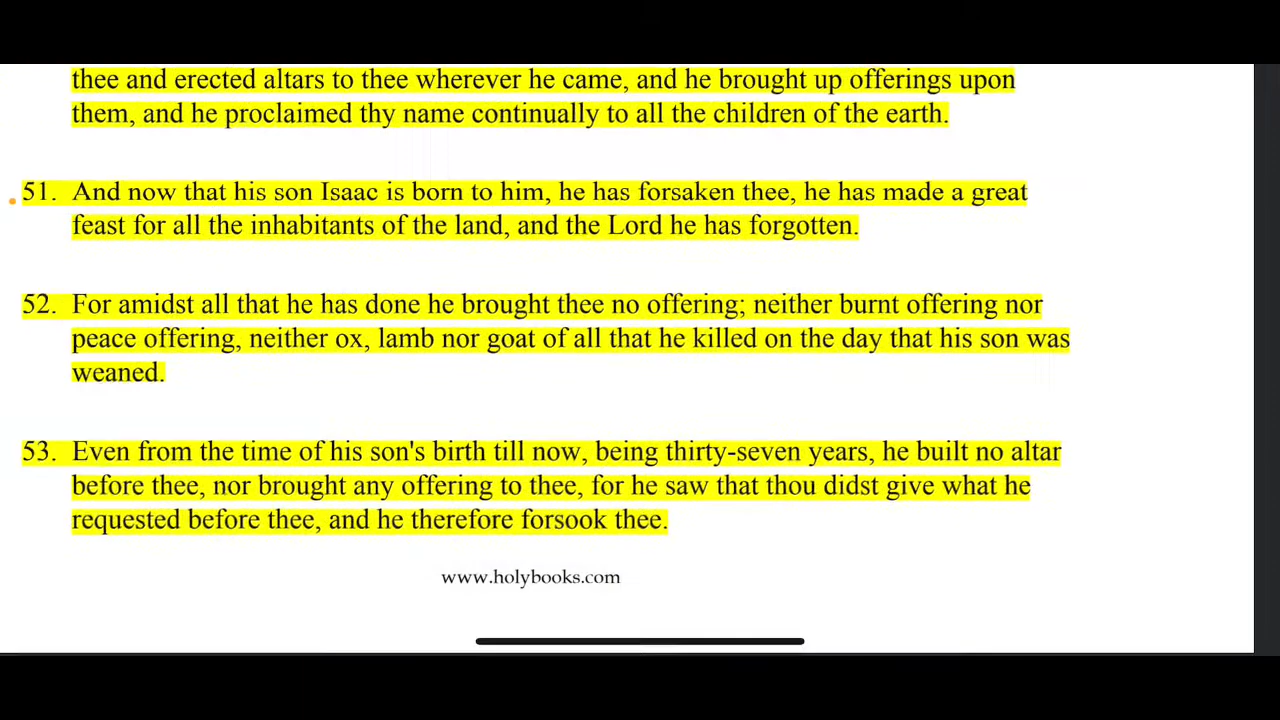 thee and erected altars to thee wherever he came, and he brought up offerings upon
them, and he proclaimed thy name continually to all the children of the earth.
51. And now that his son Isaac is born to him, he has forsaken thee, he has made a great
feast for all the inhabitants of the land, and the Lord he has forgotten.
52. For amidst all that he has done he brought thee no offering; neither burnt offering nor
peace offering, neither ox, lamb nor goat of all that he killed on the day that his son was
weaned.
53. Even from the time of his son's birth till now, being thirty-seven years, he built no altar
before thee, nor brought any offering to thee, for he saw that thou didst give what he
requested before thee, and he therefore forsook thee.
www.holybooks.com